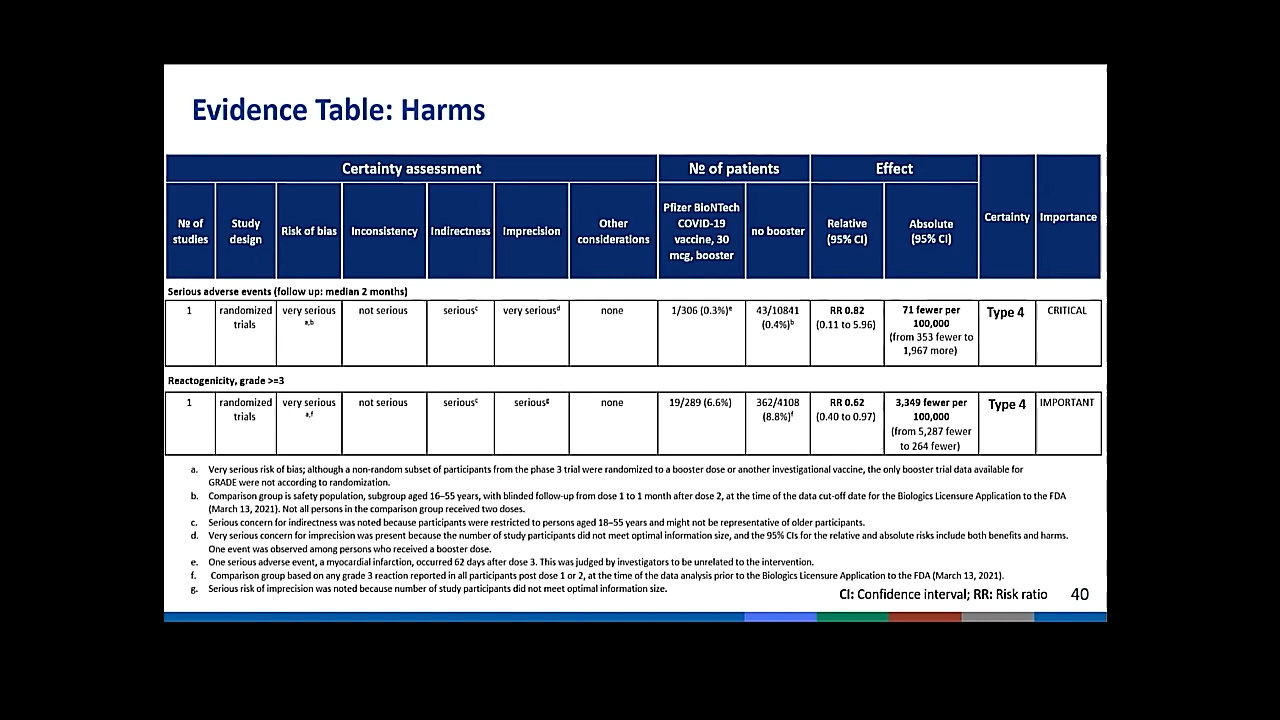 Evidence Table: Harms
Certainty assessment
№ of patients
Effect
Certainty
Importance
№ of
studies
Study
design
Risk of bias
Inconsistency
Indirectness
Imprecision
Other
considerations
Pfizer BioNTech
COVID-19
vaccine, 30
mcg, booster
no booster
Relative
(95% CI)
Absolute
(95% CI)
Serious adverse events (follow up: median 2 months)
1
randomized
trials
very serious
a,b
not serious
serious^c
very serious^d
none
1/306 (0.3%)^e
43/10841
(0.4%)^b
RR 0.82
(0.11 to 5.96)
71 fewer per
100,000
(from 353 fewer to
1,967 more)
Type 4
CRITICAL
Reactogenicity, grade >=3
1
randomized
trials
very serious
a,f
not serious
serious^c
serious^g
none
19/289 (6.6%)
362/4108
(8.8%)^f
RR 0.62
(0.40 to 0.97)
3,349 fewer per
100,000
(from 5,287 fewer
to 264 fewer)
Type 4
IMPORTANT
a. Very serious risk of bias; although a non-random subset of participants from the phase 3 trial were randomized to a booster dose or another investigational vaccine, the only booster trial data available for
GRADE were not according to randomization.
b. Comparison group is safety population, subgroup aged 16–55 years, with blinded follow-up from dose 1 to 1 month after dose 2, at the time of the data cut-off date for the Biologics Licensure Application to the FDA
(March 13, 2021). Not all persons in the comparison group received two doses.
c. Serious concern for indirectness was noted because participants were restricted to persons aged 18–55 years and might not be representative of older participants.
d. Very serious concern for imprecision was present because the number of study participants did not meet optimal information size, and the 95% CIs for the relative and absolute risks include both benefits and harms.
One event was observed among persons who received a booster dose.
e. One serious adverse event, a myocardial infarction, occurred 62 days after dose 3. This was judged by investigators to be unrelated to the intervention.
f. Comparison group based on any grade 3 reaction reported in all participants post dose 1 or 2, at the time of the data analysis prior to the Biologics Licensure Application to the FDA (March 13, 2021).
g. Serious risk of imprecision was noted because number of study participants did not meet optimal information size.
CI: Confidence interval; RR: Risk ratio
40